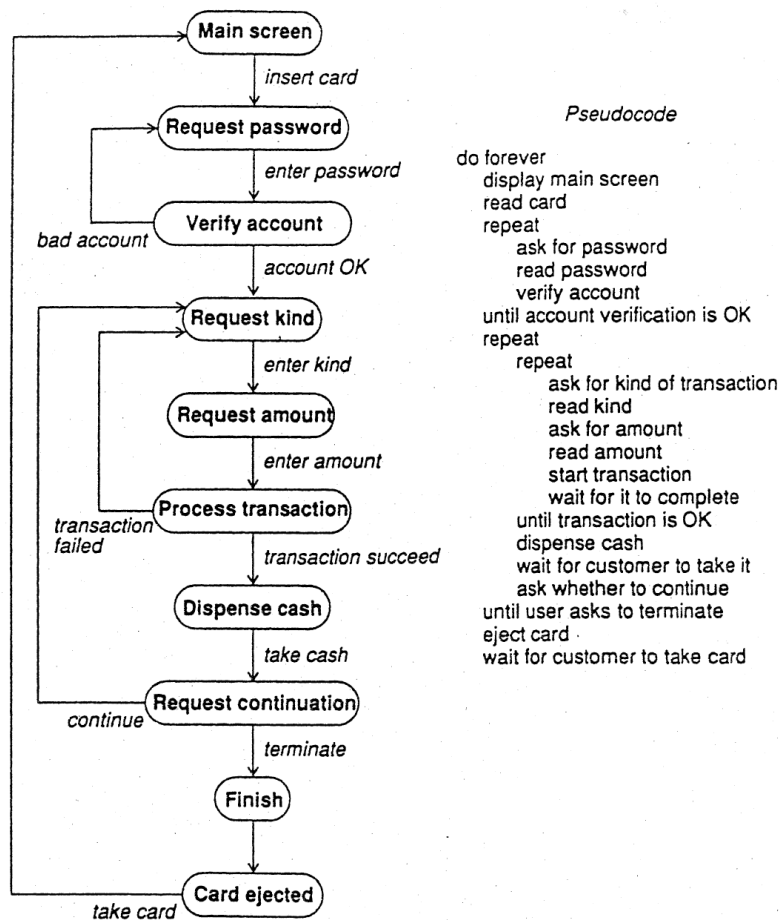 Main screen
insert card
Request password
enter password
Verify account
bad account
account OK
Request kind
enter kind
Request amount
enter amount
Process transaction
transaction
failed
transaction succeed
Dispense cash
take cash
Request continuation
continue
terminate
Finish
Card ejected
take card
Pseudocode
do forever
display main screen
read card
repeat
ask for password
read password
verify account
until account verification is OK
repeat
repeat
ask for kind of transaction
read kind
ask for amount
read amount
start transaction
wait for it to complete
until transaction is OK
dispense cash
wait for customer to take it
ask whether to continue
until user asks to terminate
eject card
wait for customer to take card